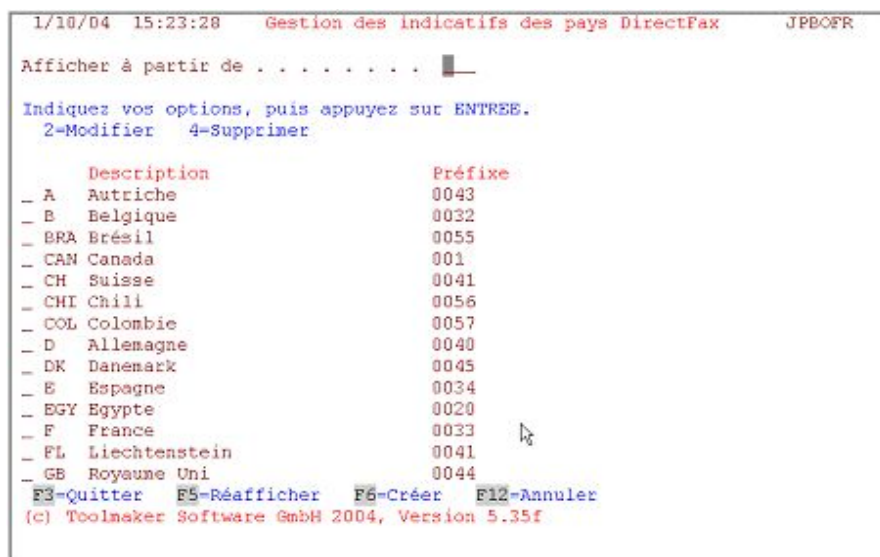 1/10/04 15:23:28 Gestion des indicatifs des pays DirectFax JPBOFR
Afficher à partir de . . . . . . . . .
Indiquez vos options, puis appuyez sur ENTREE.
2=Modifier 4=Supprimer
Description Préfixe
_ A Autriche 0043
_ B Belgique 0032
_ BRA Brésil 0055
_ CAN Canada 001
_ CH Suisse 0041
_ CHI Chili 0056
_ COL Colombie 0057
_ D Allemagne 0040
_ DK Danemark 0045
_ E Espagne 0034
_ EGY Egypte 0020
_ F France 0033
_ FL Liechtenstein 0041
_ GB Royaume Uni 0044
F3=Quitter F5=Réafficher F6=Créer F12=Annuler
(c) Toolmaker Software GmbH 2004, Version 5.35f